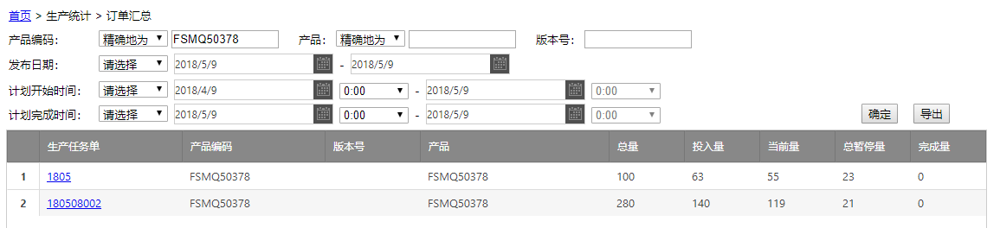 首页 > 生产统计 > 订单汇总
产品编码： 精确地为 FSMQ50378 产品： 精确地为 版本号：
发布日期： 请选择 2018/5/9 - 2018/5/9
计划开始时间： 请选择 2018/4/9 0:00 - 2018/5/9 0:00
计划完成时间： 请选择 2018/5/9 0:00 - 2018/5/9 0:00 确定 导出
生产任务单 产品编码 版本号 产品 总量 投入量 当前量 总暂停量 完成量
1 1805 FSMQ50378 FSMQ50378 100 63 55 23 0
2 180508002 FSMQ50378 FSMQ50378 280 140 119 21 0